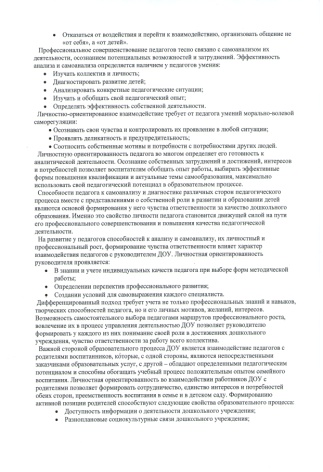 • Отказаться от воздействия и перейти к взаимодействию, организовать общение не
«от себя», а «от детей».
Профессиональное совершенствование педагогов тесно связано с самоанализом их
деятельности, осознанием потенциальных возможностей и затруднений. Эффективность
анализа и самоанализа определяется наличием у педагогов умения:
• Изучать коллектив и личность;
• Диагностировать развитие детей;
• Анализировать конкретные педагогические ситуации;
• Изучать и обобщать свой педагогический опыт;
• Определять эффективность собственной деятельности.
Личностно-ориентированное взаимодействие требует от педагога умений морально-волевой
саморегуляции:
• Осознавать свои чувства и контролировать их проявление в любой ситуации;
• Проявлять деликатность и предупредительность;
• Соотносить собственные мотивы и потребности с потребностями других людей.
Личностную ориентированность педагога во многом определяет его готовность к
аналитической деятельности. Осознание собственных затруднений и достижений, интересов
и потребностей позволяет воспитателям обобщать опыт работы, выбирать эффективные
формы повышения квалификации и актуальные темы самообразования, максимально
использовать свой педагогический потенциал в образовательном процессе.
Способности педагога к самоанализу и диагностике различных сторон педагогического
процесса вместе с представлениями о собственной роли в развитии и образовании детей
являются основой формирования у него чувства ответственности за качество дошкольного
образования. Именно это свойство личности педагога становится движущей силой на пути
его профессионального совершенствования и повышения качества педагогической
деятельности.
На развитие у педагогов способностей к анализу и самоанализу, их личностный и
профессиональный рост, формирование чувства ответственности влияет характер
взаимодействия педагогов с руководителем ДОУ. Личностная ориентированность
руководителя проявляется:
• В знании и учете индивидуальных качеств педагога при выборе форм методической
работы;
• Определении перспектив профессионального развития;
• Создании условий для самовыражения каждого специалиста.
Дифференцированный подход требует учета не только профессиональных знаний и навыков,
творческих способностей педагога, но и его личных мотивов, желаний, интересов.
Возможность самостоятельного выбора педагогами маршрутов профессионального роста,
вовлечение их в процесс управления деятельностью ДОУ позволяет руководителю
формировать у каждого из них понимание своей роли в достижениях дошкольного
учреждения, чувство ответственности за работу всего коллектива.
Важной стороной образовательного процесса ДОУ является взаимодействие педагогов с
родителями воспитанников, которые, с одной стороны, являются непосредственными
заказчиками образовательных услуг, с другой – обладают определенными педагогическим
потенциалом и способны обогащать учебный процесс положительным опытом семейного
воспитания. Личностная ориентированность во взаимодействии работников ДОУ с
родителями позволяет формировать сотрудничество, единство интересов и потребностей
обеих сторон, преемственность воспитания в семье и в детском саду. Формированию
активной позиции родителей способствуют следующие свойства образовательного процесса:
• Доступность информации о деятельности дошкольного учреждения;
• Разноплановые социокультурные связи дошкольного учреждения;